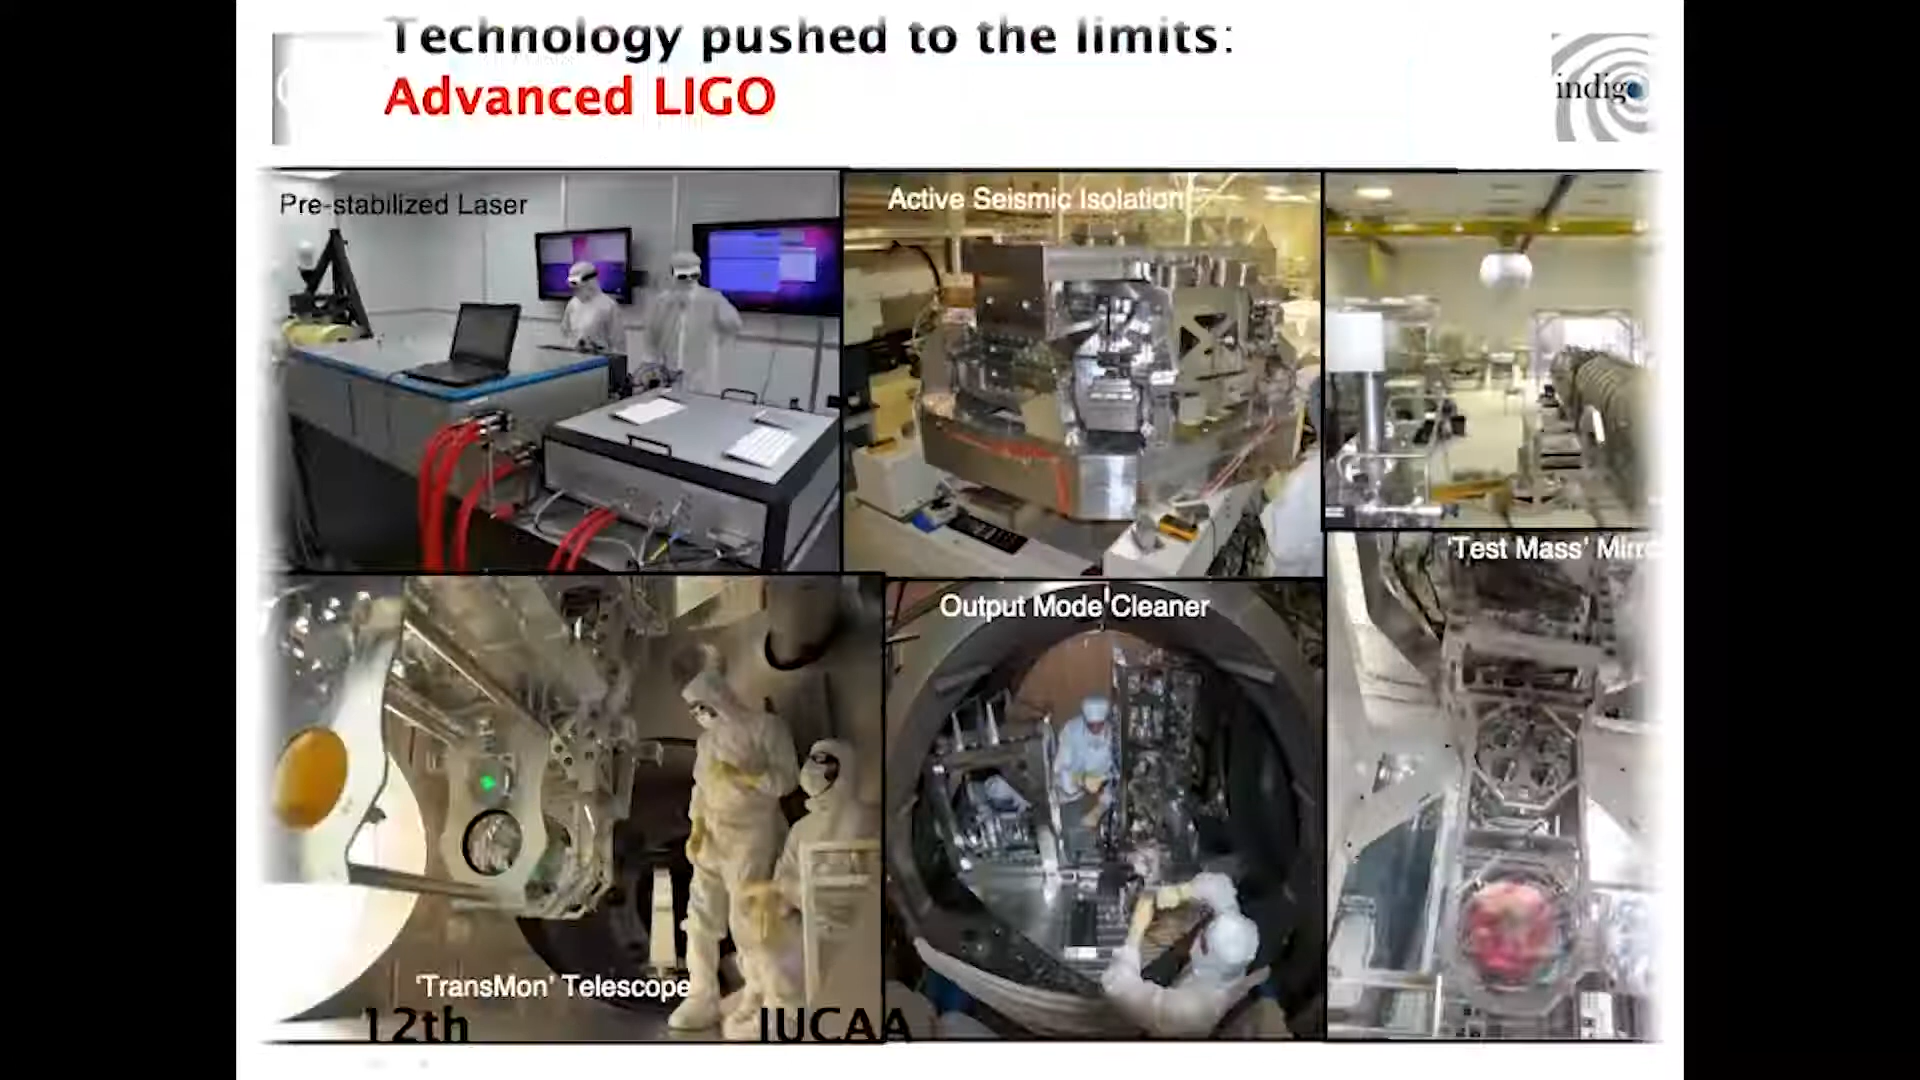 Technology pushed to the limits:
Advanced LIGO
indigo
Pre-stabilized Laser
Active Seismic Isolation
'Test Mass'
Output Mode Cleaner
'TransMon' Telescope
12th
IUCAA